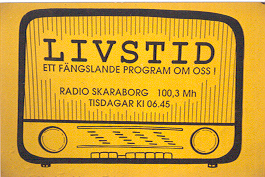 LIVSTID
ETT FÄNGSLANDE PROGRAM OM OSS!
RADIO SKARABORG 100,3 Mh
TISDAGAR Kl 06.45